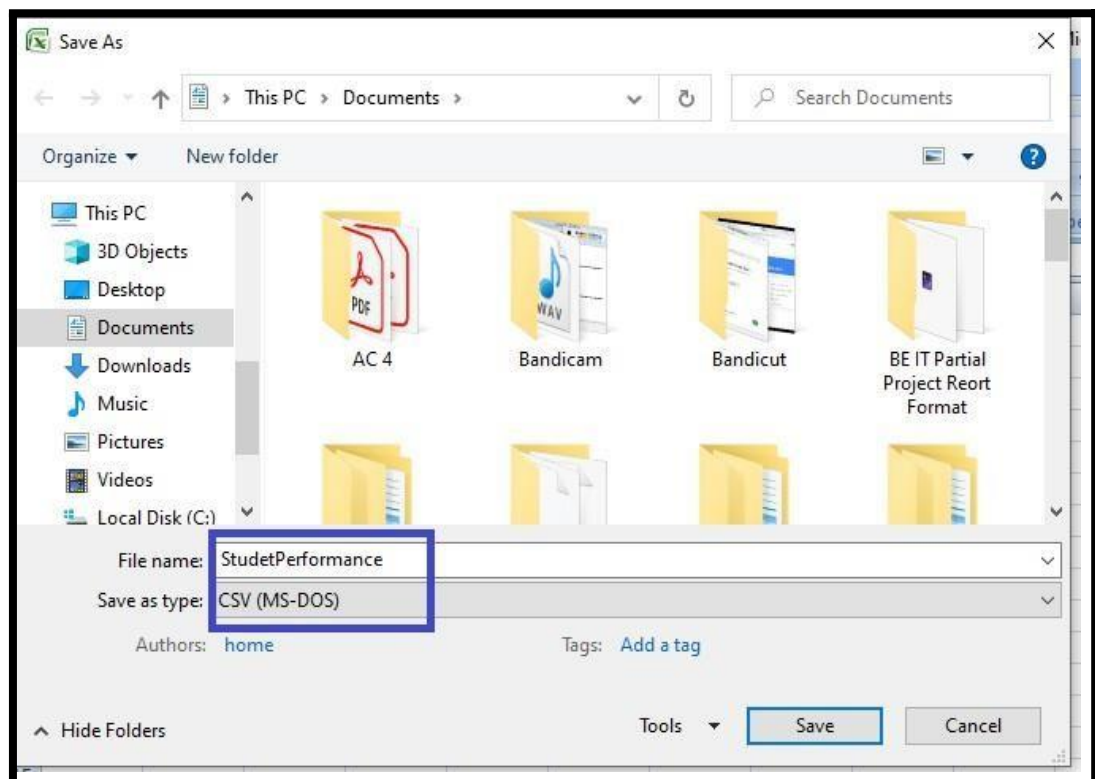 Save As
This PC > Documents >
Search Documents
Organize
New folder
This PC
3D Objects
Desktop
Documents
Downloads
Music
Pictures
Videos
Local Disk (C:)
PDF
WAV
AC 4
Bandicam
Bandicut
BE IT Partial
Project Reort
Format
File name: StudetPerformance
Save as type: CSV (MS-DOS)
Authors: home
Tags: Add a tag
Hide Folders
Tools
Save
Cancel